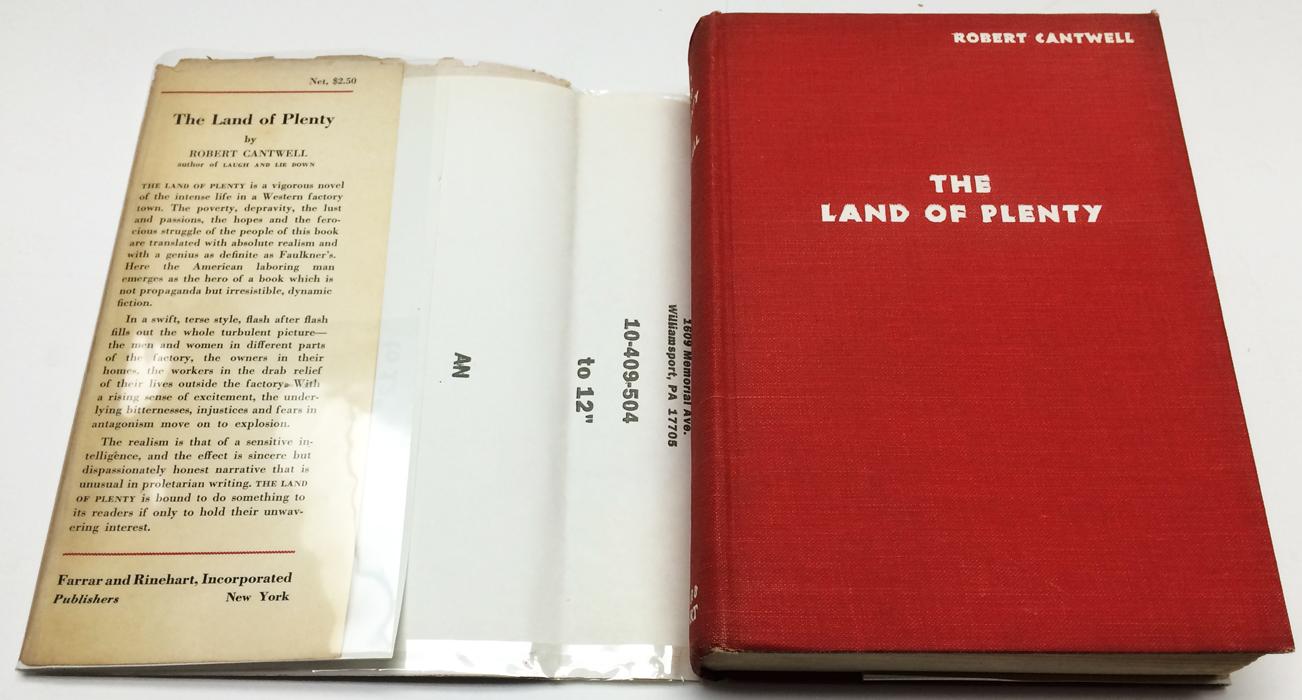 Net, $2.50
The Land of Plenty
by
ROBERT CANTWELL
author of LAUGH AND LIE DOWN
THE LAND OF PLENTY is a vigorous novel
of the intense life in a Western factory
town. The poverty, depravity, the lust
and passions, the hopes and the fero-
cious struggle of the people of this book
are translated with absolute realism and
with a genius as definite as Faulkner's.
Here the American laboring man
emerges as the hero of a book which is
not propaganda but irresistible, dynamic
fiction.
In a swift, terse style, flash after flash
fills out the whole turbulent picture—
the men and women in different parts
of the factory, the owners in their
homes, the workers in the drab relief
of their lives outside the factory. With
a rising sense of excitement, the under-
lying bitternesses, injustices and fears in
antagonism move on to explosion.
The realism is that of a sensitive in-
telligence, and the effect is sincere but
dispassionately honest narrative that is
unusual in proletarian writing. THE LAND
OF PLENTY is bound to do something to
its readers if only to hold their unwav-
ering interest.
Farrar and Rinehart, Incorporated
Publishers New York
AN
to 12"
10-409-504
1609 Memorial Ave.
Williamsport, PA 17705
ROBERT CANTWELL
THE
LAND OF PLENTY